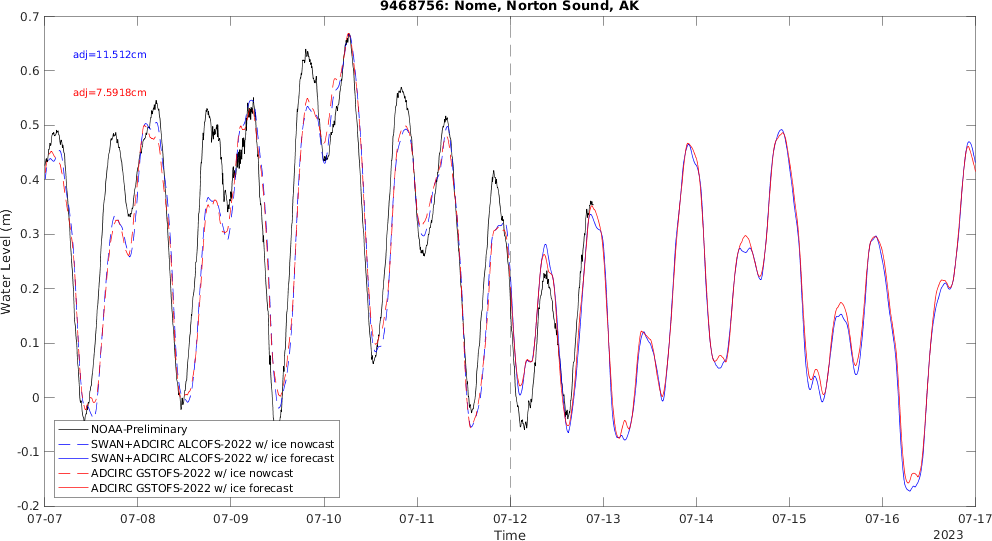 9468756: Nome, Norton Sound, AK
0.7
0.6
0.5
0.4
0.3
0.2
0.1
0
-0.1
-0.2
Water Level (m)
adj=11.512cm
adj=7.5918cm
NOAA-Preliminary
SWAN+ADCIRC ALCOFS-2022 w/ ice nowcast
SWAN+ADCIRC ALCOFS-2022 w/ ice forecast
ADCIRC GSTOFS-2022 w/ ice nowcast
ADCIRC GSTOFS-2022 w/ ice forecast
07-07 07-08 07-09 07-10 07-11 07-12 07-13 07-14 07-15 07-16 07-17
Time
2023